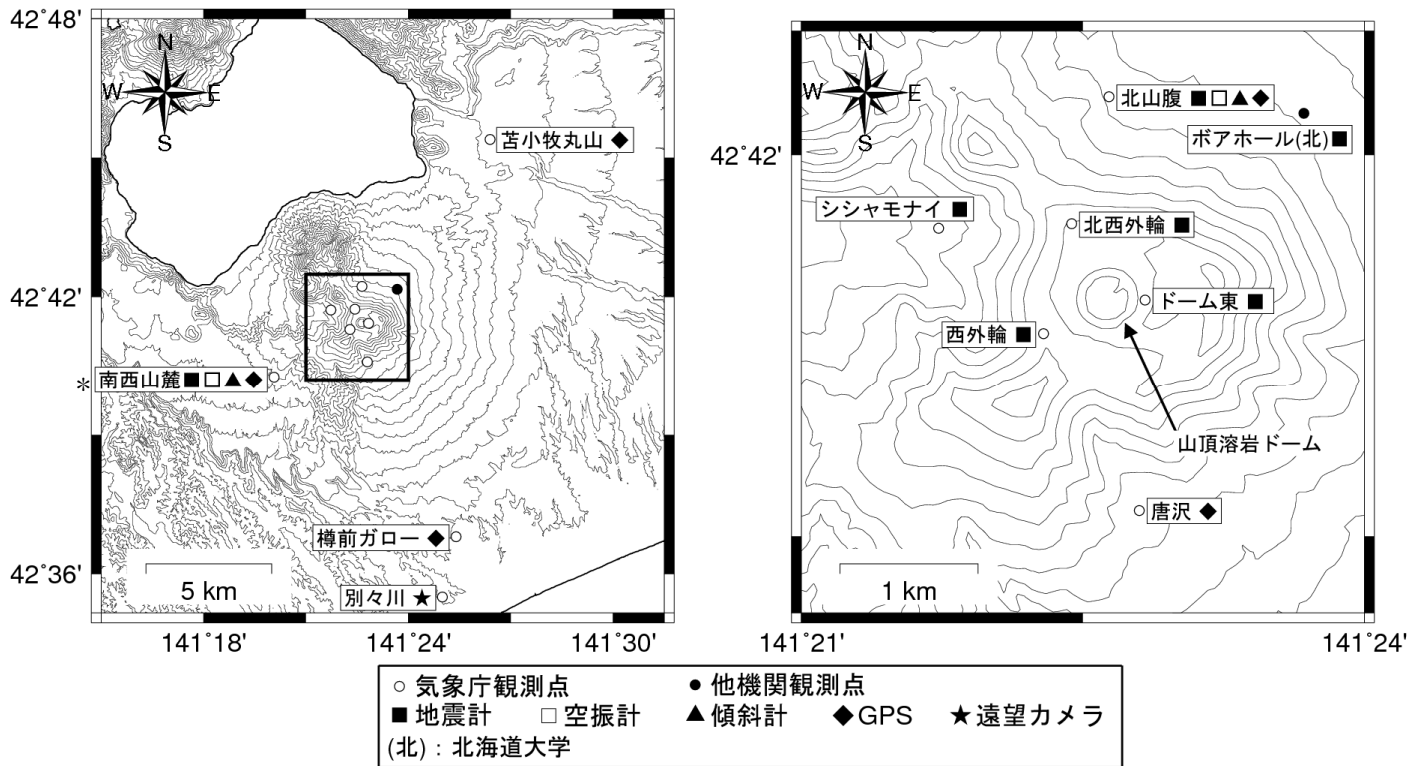 42°48'
42°42'
42°36'
141°18'
141°24'
141°30'
N
W
E
S
苫小牧丸山 ◆
* 南西山麓 ■□▲◆
樽前ガロー ◆
別々川 ★
5 km
42°42'
141°21'
141°24'
N
W
E
S
北山腹 ■□▲◆
ボアホール(北) ■
シシャモナイ ■
北西外輪 ■
ドーム東 ■
西外輪 ■
山頂溶岩ドーム
唐沢 ◆
1 km
○ 気象庁観測点 ● 他機関観測点
■ 地震計 □ 空振計 ▲ 傾斜計 ◆ GPS ★ 遠望カメラ
(北)：北海道大学